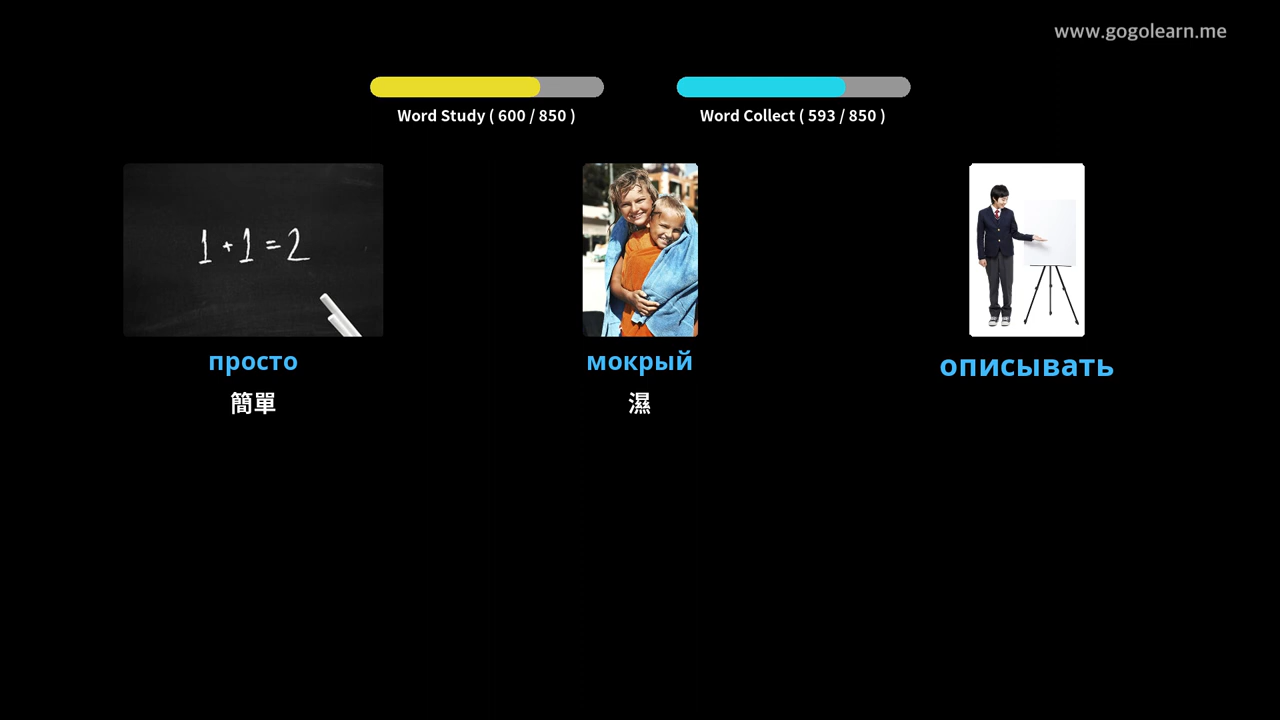 www.gogolearn.me
Word Study ( 600 / 850 )
Word Collect ( 593 / 850 )
1 + 1 = 2
просто
簡單
мокрый
濕
описывать